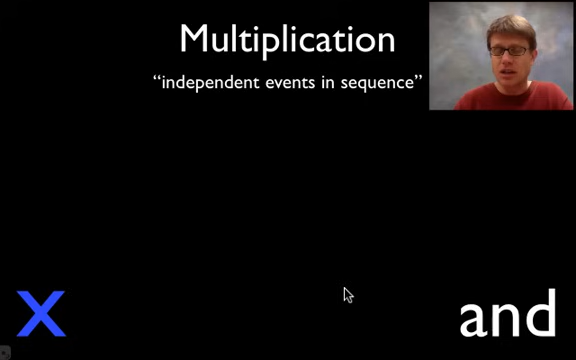 Multiplication
“independent events in sequence”
X and